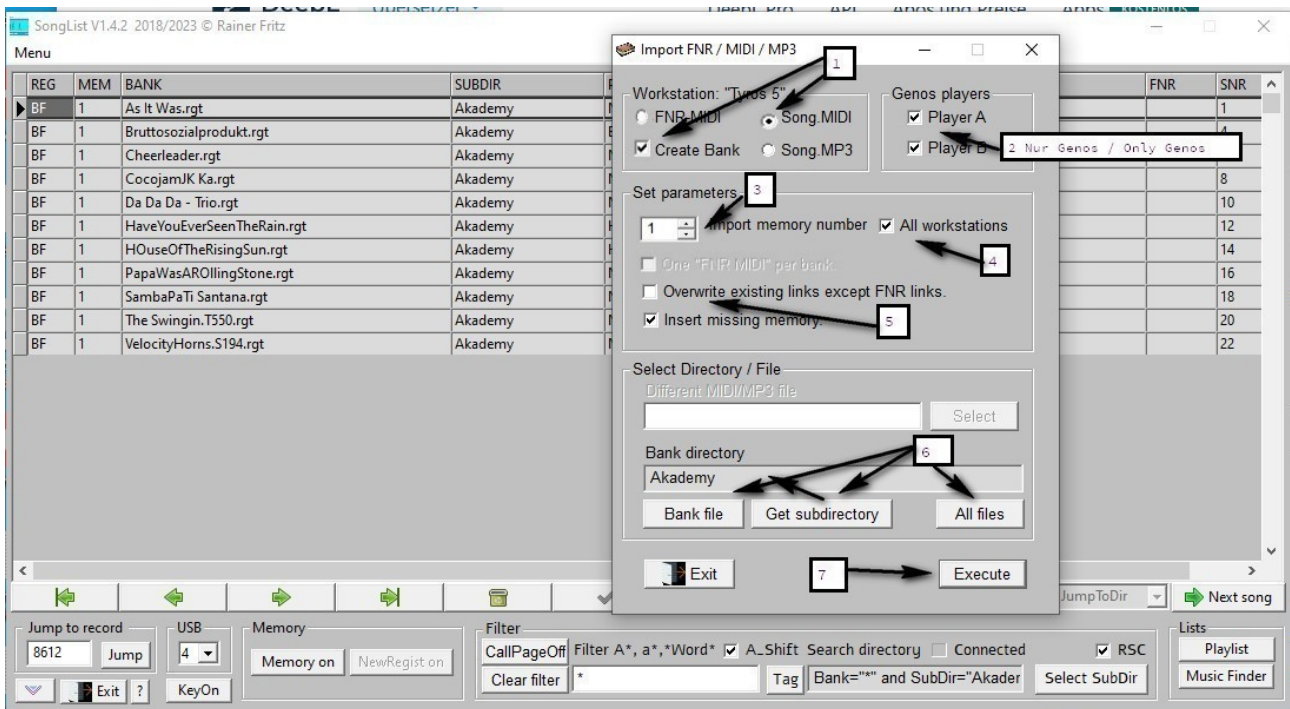 DeepL Übersetzer DeepL Pro API Abos und Preise Apps KOSTENLOS
SongList V1.4.2 2018/2023 © Rainer Fritz
Menu
REG MEM BANK SUBDIR FNR SNR
BF 1 As It Was.rgt Akademy 1
BF 1 Bruttosozialprodukt.rgt Akademy
BF 1 Cheerleader.rgt Akademy
BF 1 CocojamJK Ka.rgt Akademy 8
BF 1 Da Da Da - Trio.rgt Akademy 10
BF 1 HaveYouEverSeenTheRain.rgt Akademy 12
BF 1 HOuseOfTheRisingSun.rgt Akademy 14
BF 1 PapaWasAROllingStone.rgt Akademy 16
BF 1 SambaPaTi Santana.rgt Akademy 18
BF 1 The Swingin.T550.rgt Akademy 20
BF 1 VelocityHorns.S194.rgt Akademy 22
Import FNR / MIDI / MP3
1
Workstation: "Tyros 5" Genos players
FNR-MIDI Song.MIDI Player A
Create Bank Song.MP3 Player B
2 Nur Genos / Only Genos
Set parameters 3
1 Import memory number All workstations
4
One "FNR MIDI" per bank.
Overwrite existing links except FNR links.
5
Insert missing memory.
Select Directory / File
Different MIDI/MP3 file
Select
Bank directory
6
Akademy
Bank file Get subdirectory All files
Exit 7 Execute
JumpToDir Next song
Jump to record USB Memory Filter Lists
8612 Jump 4 Memory on NewRegist on CallPageOff Filter A*, a*,*Word* A_Shift Search directory Connected RSC Playlist
Exit ? KeyOn Clear filter * Tag Bank="*" and SubDir="Akader Select SubDir Music Finder